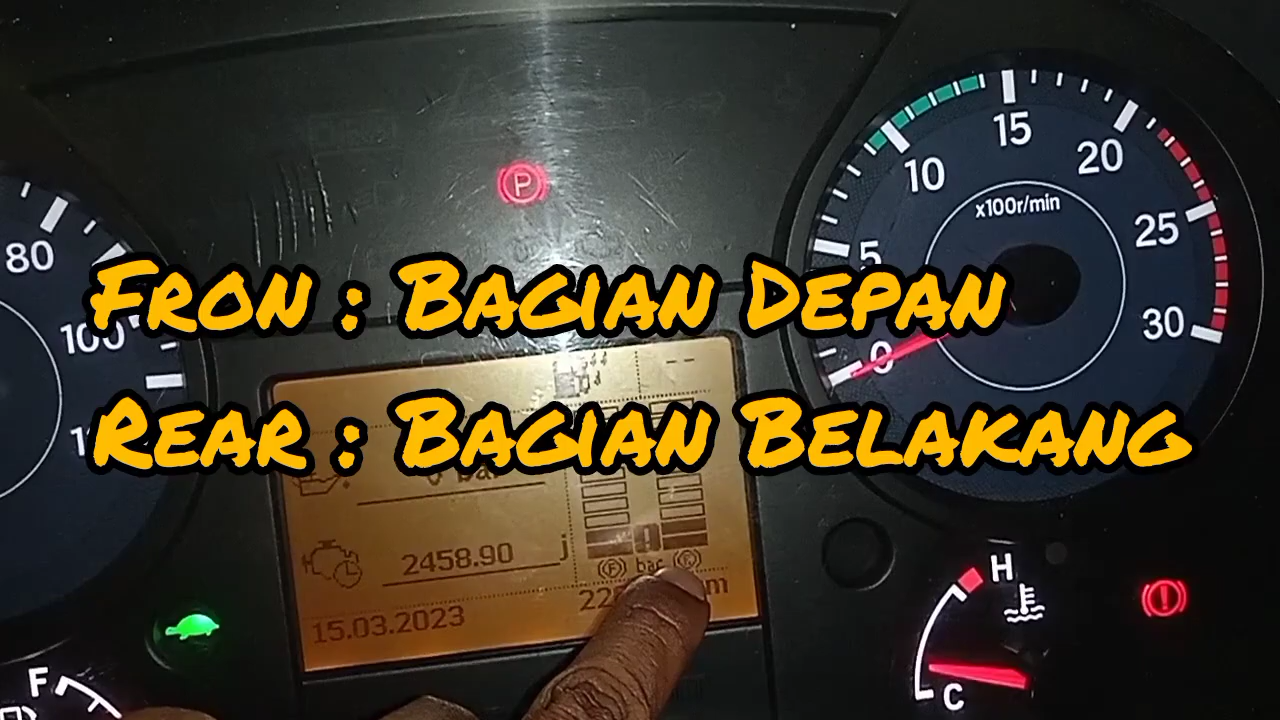 P
15
10
20
x100r/min
80
5
25
Fron : Bagian Depan
100
30
0
--
Rear : Bagian Belakang
2458.90 j
(F) bar
15.03.2023
H
!
F
C